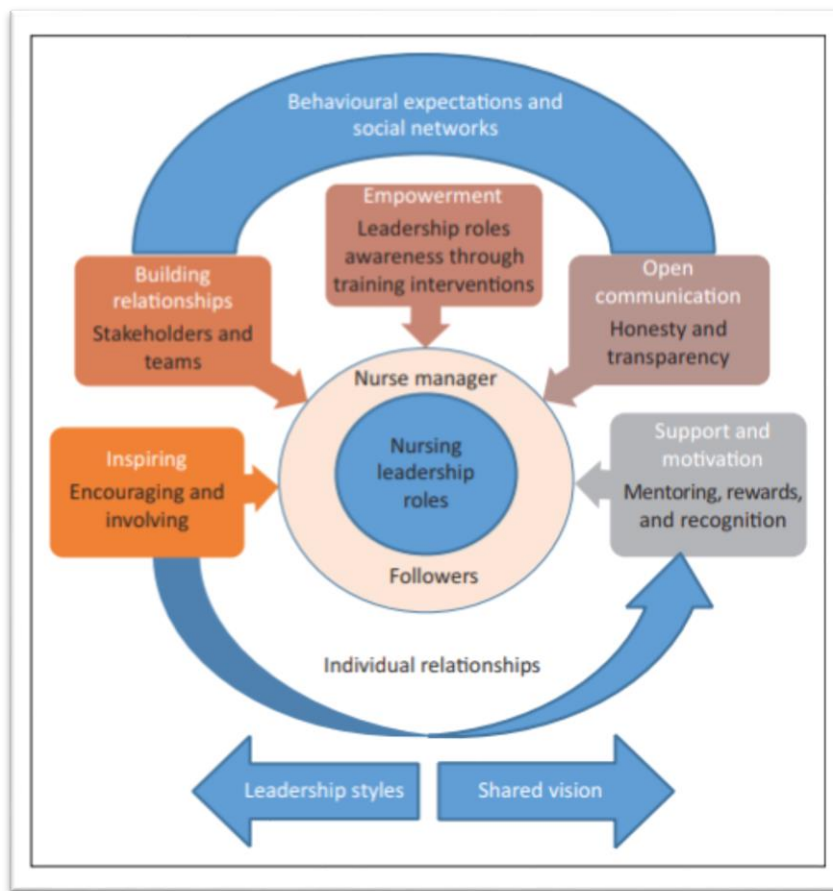 Behavioural expectations and
social networks
Empowerment
Leadership roles
awareness through
training interventions
Building
relationships
Stakeholders and
teams
Open
communication
Honesty and
transparency
Nurse manager
Nursing
leadership
roles
Followers
Inspiring
Encouraging and
involving
Support and
motivation
Mentoring, rewards,
and recognition
Individual relationships
Leadership styles
Shared vision